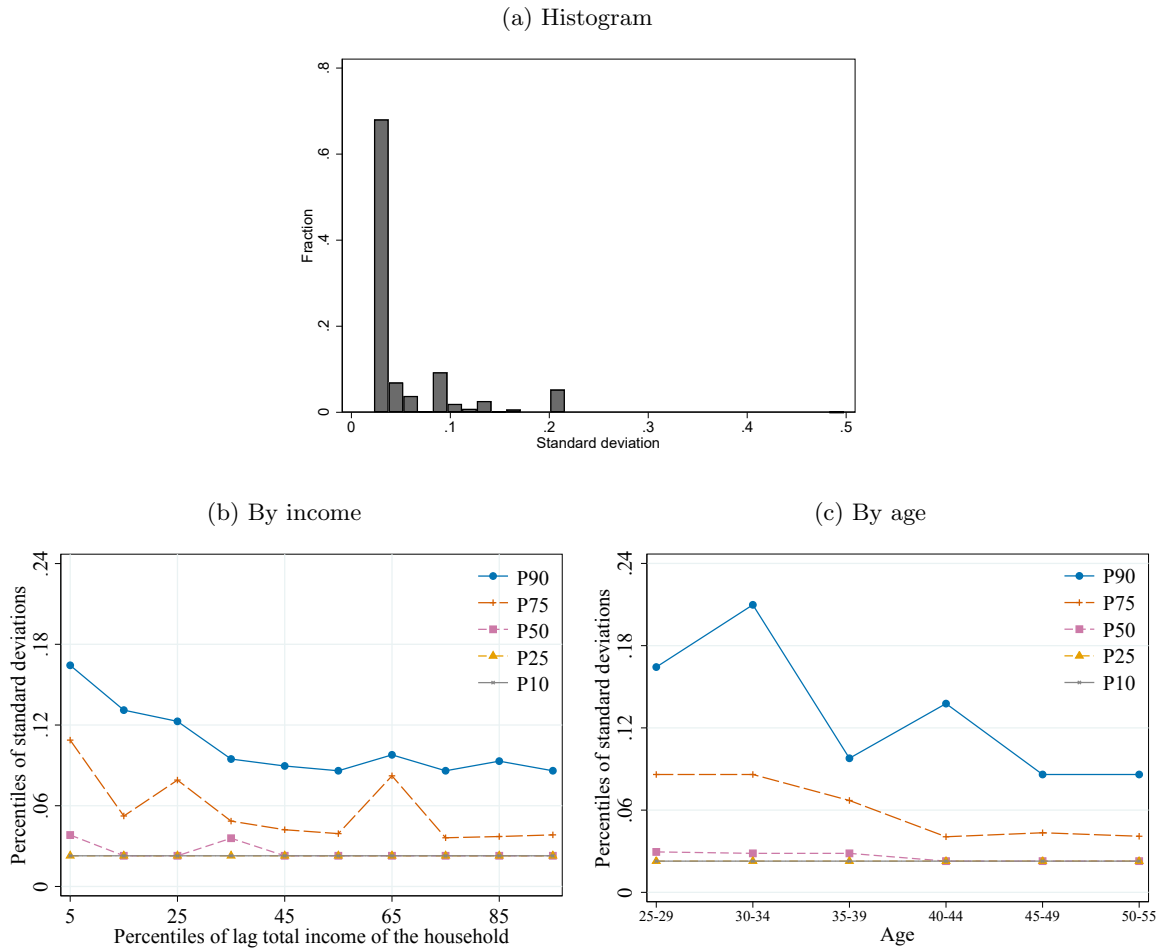 (a) Histogram
.8
.6
.4
.2
0
Fraction
0 .1 .2 .3 .4 .5
Standard deviation
(b) By income
.24
.18
.12
.06
0
Percentiles of standard deviations
P90
P75
P50
P25
P10
5 25 45 65 85
Percentiles of lag total income of the household
(c) By age
.24
.18
.12
.06
0
Percentiles of standard deviations
P90
P75
P50
P25
P10
25-29 30-34 35-39 40-44 45-49 50-55
Age